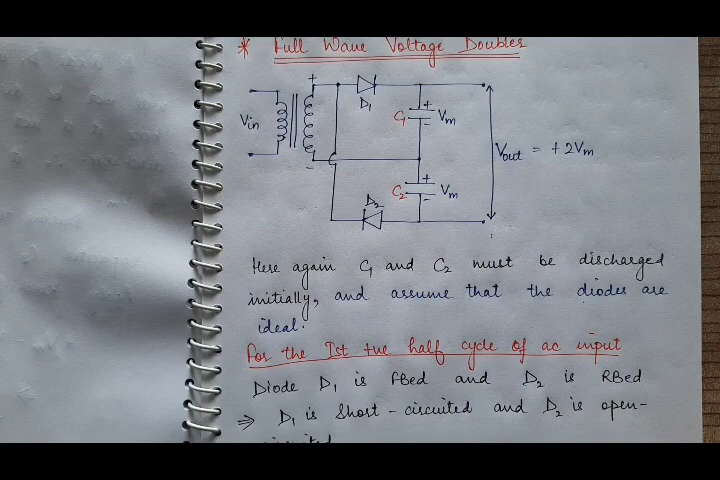 * Full Wave Voltage Doubler
+
D1
Vin
C1
+
-
Vm
Vout = + 2Vm
-
D2
C2
+
-
Vm
Here again C1 and C2 must be discharged
initially, and assume that the diodes are
ideal.
For the Ist +ve half cycle of ac input
Diode D1 is FBed and D2 is RBed
⇒ D1 is Short-circuited and D2 is open-